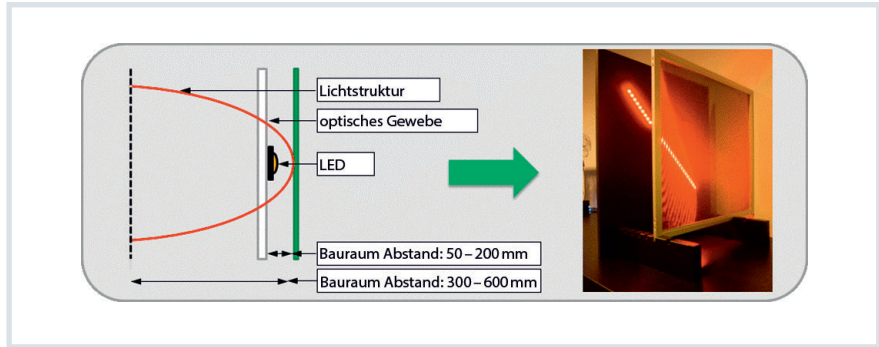 Lichtstruktur
optisches Gewebe
LED
Bauraum Abstand: 50 – 200 mm
Bauraum Abstand: 300 – 600 mm